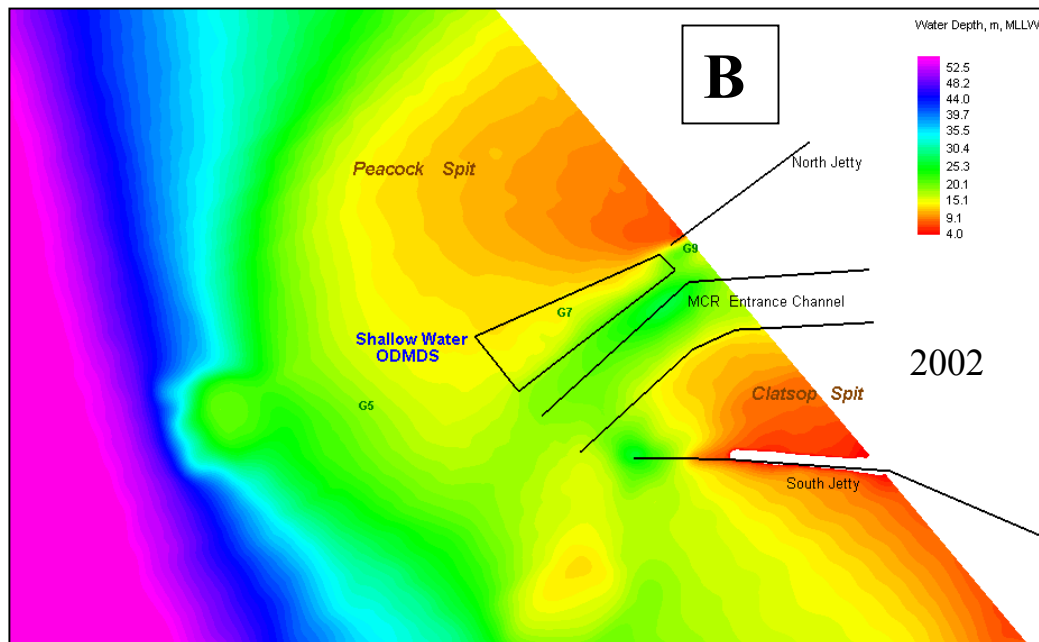 Water Depth, m, MLLW
B
52.5
48.2
44.0
39.7
35.5
30.4
25.3
20.1
14.9
9.1
4.0
North Jetty
Peacock Spit
G9
MCR Entrance Channel
G7
Shallow Water
ODMDS
2002
Clatsop Spit
G5
South Jetty